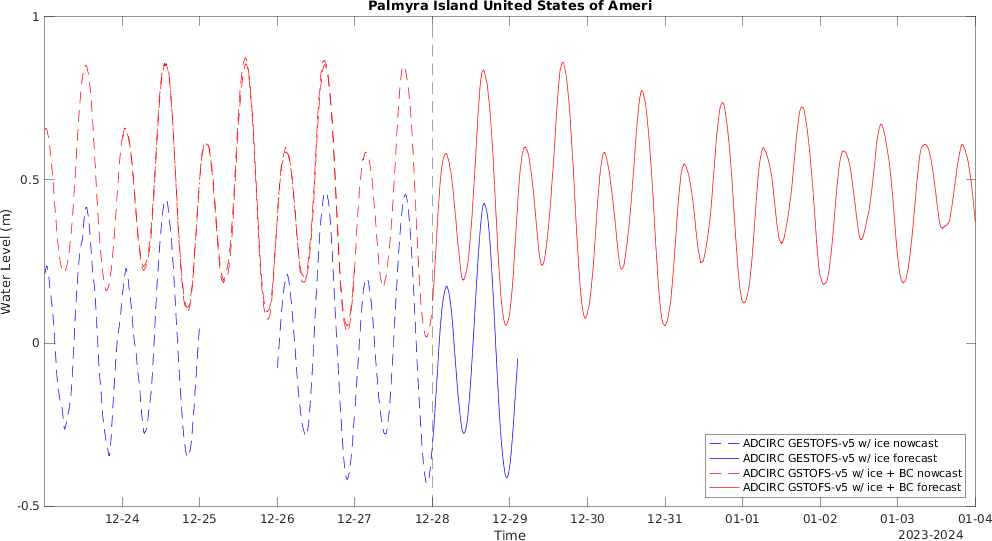 Palmyra Island United States of Ameri
1
0.5
0
-0.5
Water Level (m)
ADCIRC GESTOFS-v5 w/ ice nowcast
ADCIRC GESTOFS-v5 w/ ice forecast
ADCIRC GSTOFS-v5 w/ ice + BC nowcast
ADCIRC GSTOFS-v5 w/ ice + BC forecast
12-24 12-25 12-26 12-27 12-28 12-29 12-30 12-31 01-01 01-02 01-03 01-04
Time
2023-2024